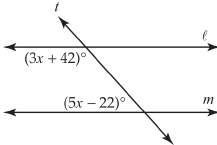 t
ℓ
(3x + 42)°
(5x − 22)°
m